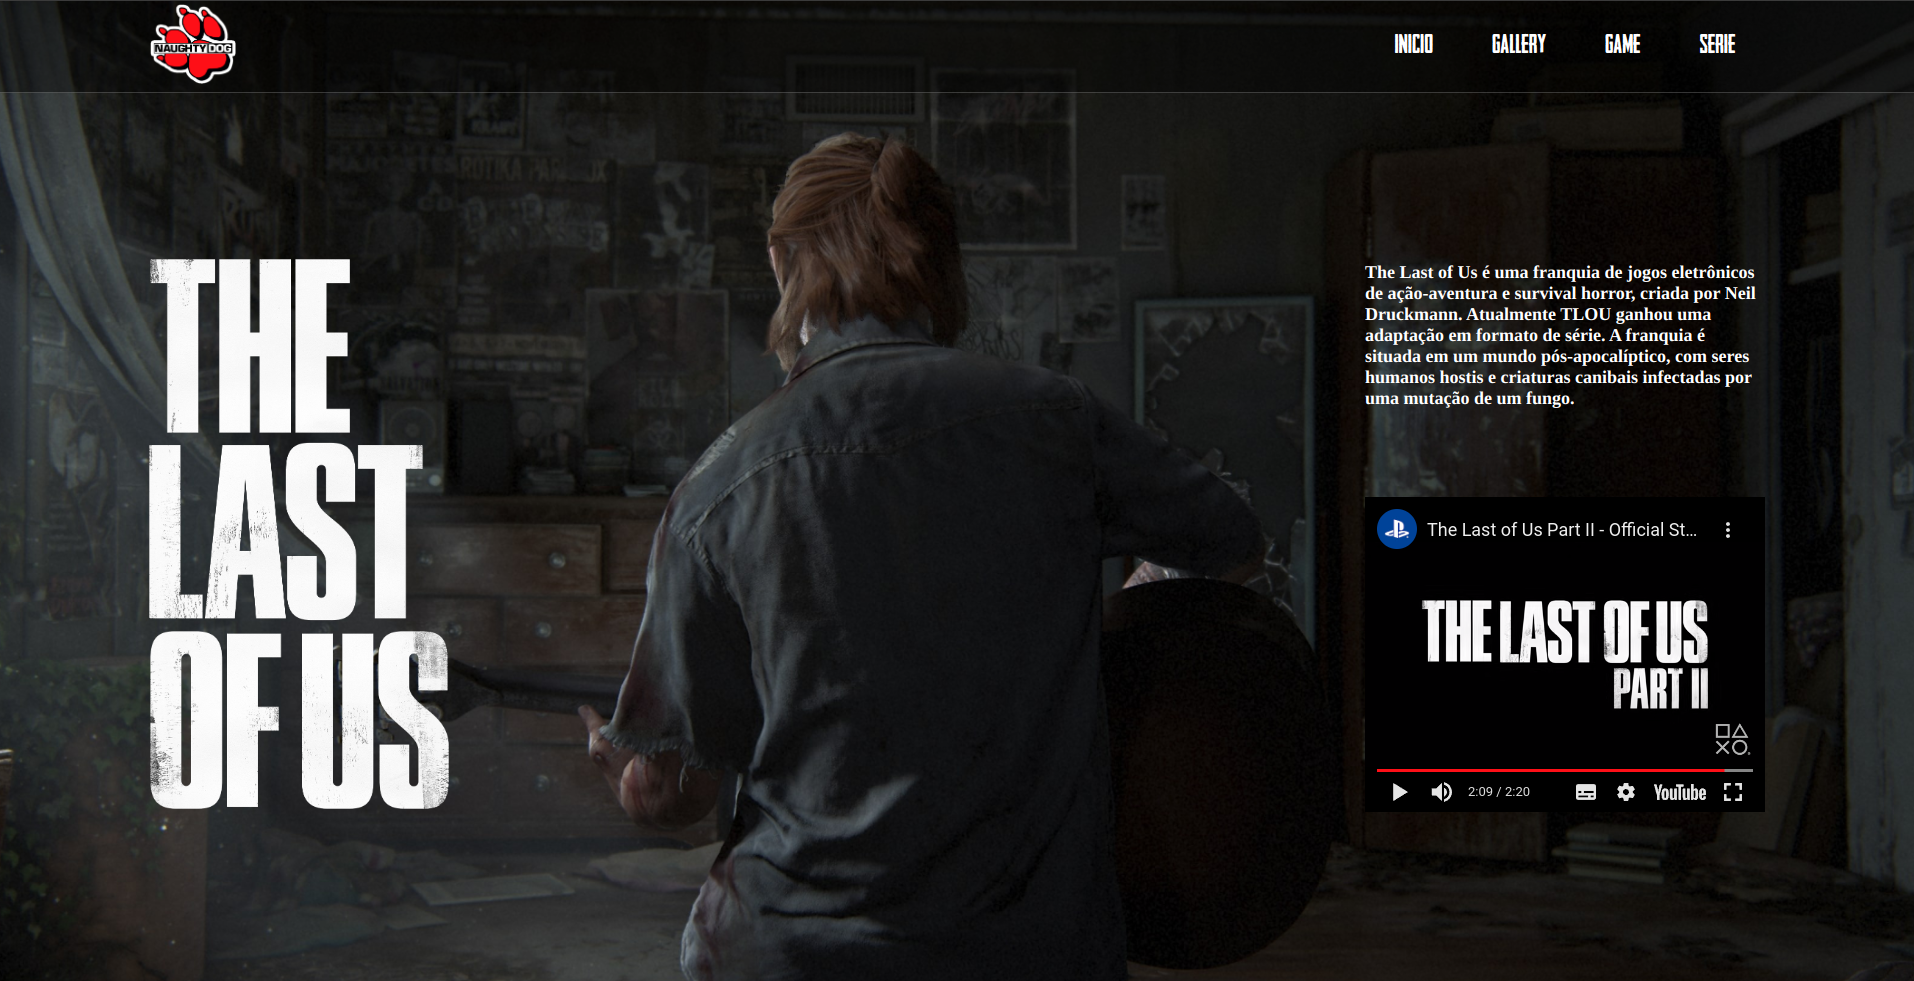 NAUGHTY DOG
INICIO
GALLERY
GAME
SERIE
ROTIKA PAR
THE
LAST
OF US
The Last of Us é uma franquia de jogos eletrônicos
de ação-aventura e survival horror, criada por Neil
Druckmann. Atualmente TLOU ganhou uma
adaptação em formato de série. A franquia é
situada em um mundo pós-apocalíptico, com seres
humanos hostis e criaturas canibais infectadas por
uma mutação de um fungo.
The Last of Us Part II - Official St...
THE LAST OF US
PART II
2:09 / 2:20
YouTube